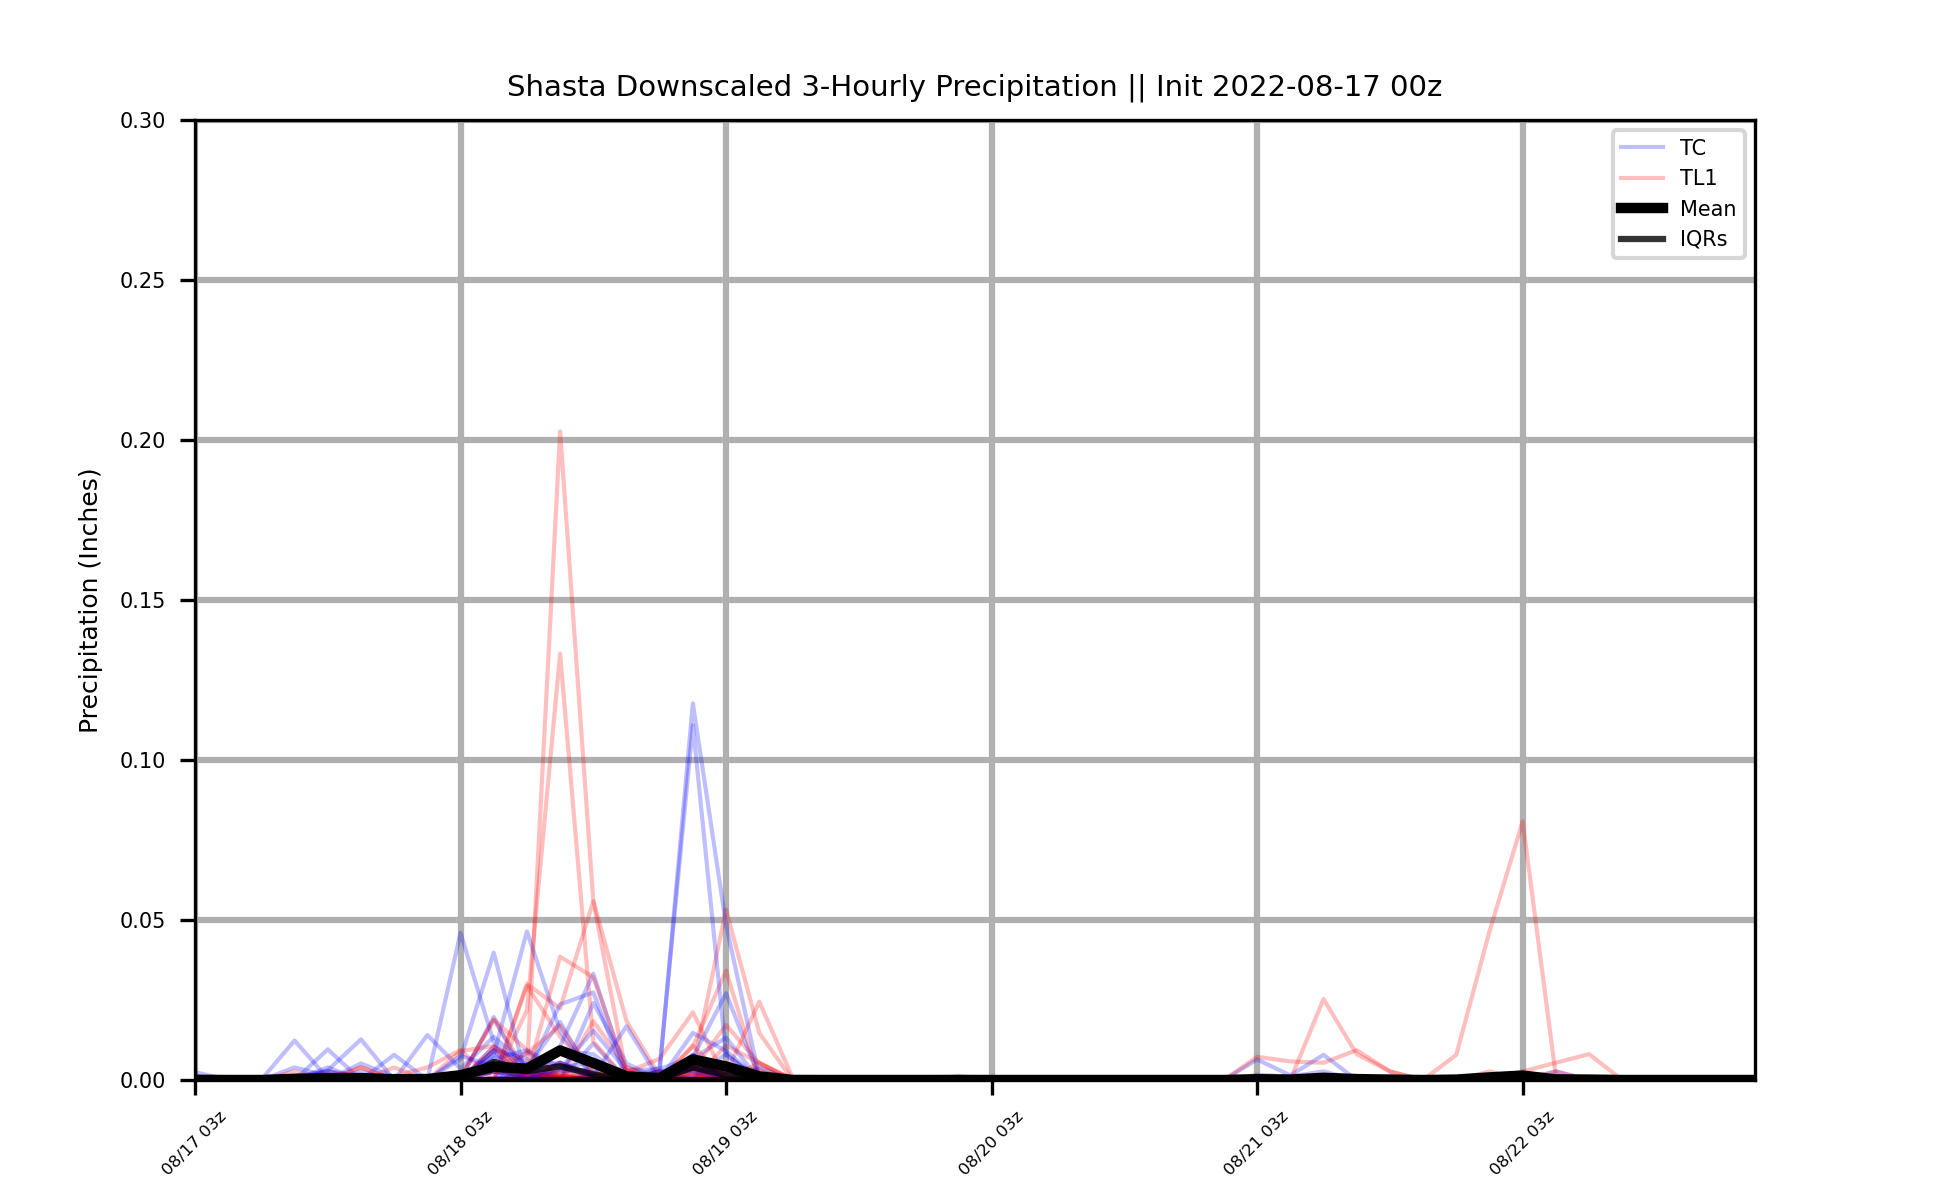 Shasta Downscaled 3-Hourly Precipitation || Init 2022-08-17 00z
TC
TL1
Mean
IQRs
Precipitation (Inches)
0.30
0.25
0.20
0.15
0.10
0.05
0.00
08/17 03z
08/18 03z
08/19 03z
08/20 03z
08/21 03z
08/22 03z